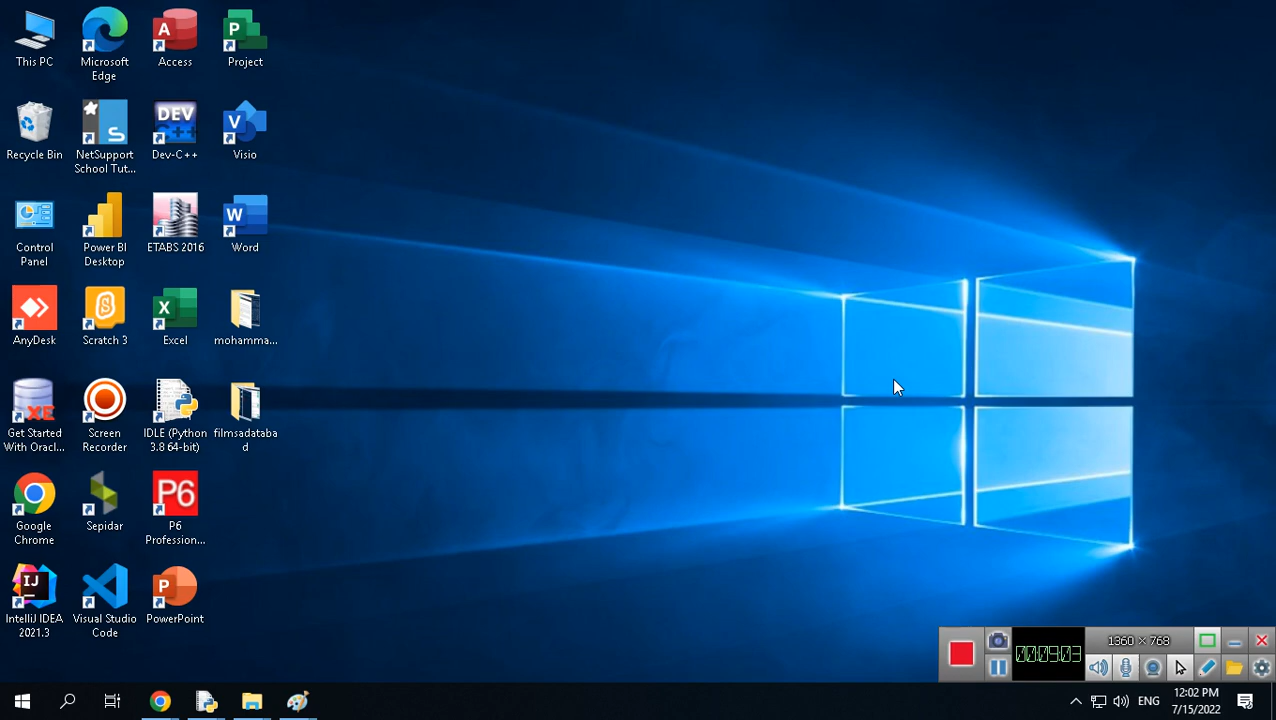 This PC
Microsoft
Edge
Access
Project
Recycle Bin
NetSupport
School Tut...
Dev-C++
Visio
Control
Panel
Power BI
Desktop
ETABS 2016
Word
AnyDesk
Scratch 3
Excel
mohamma...
Get Started
With Oracl...
Screen
Recorder
IDLE (Python
3.8 64-bit)
filmsadataba
d
Google
Chrome
Sepidar
P6
Profession...
IntelliJ IDEA
2021.3
Visual Studio
Code
PowerPoint
1360 × 768
00:09:03
ENG
12:02 PM
7/15/2022